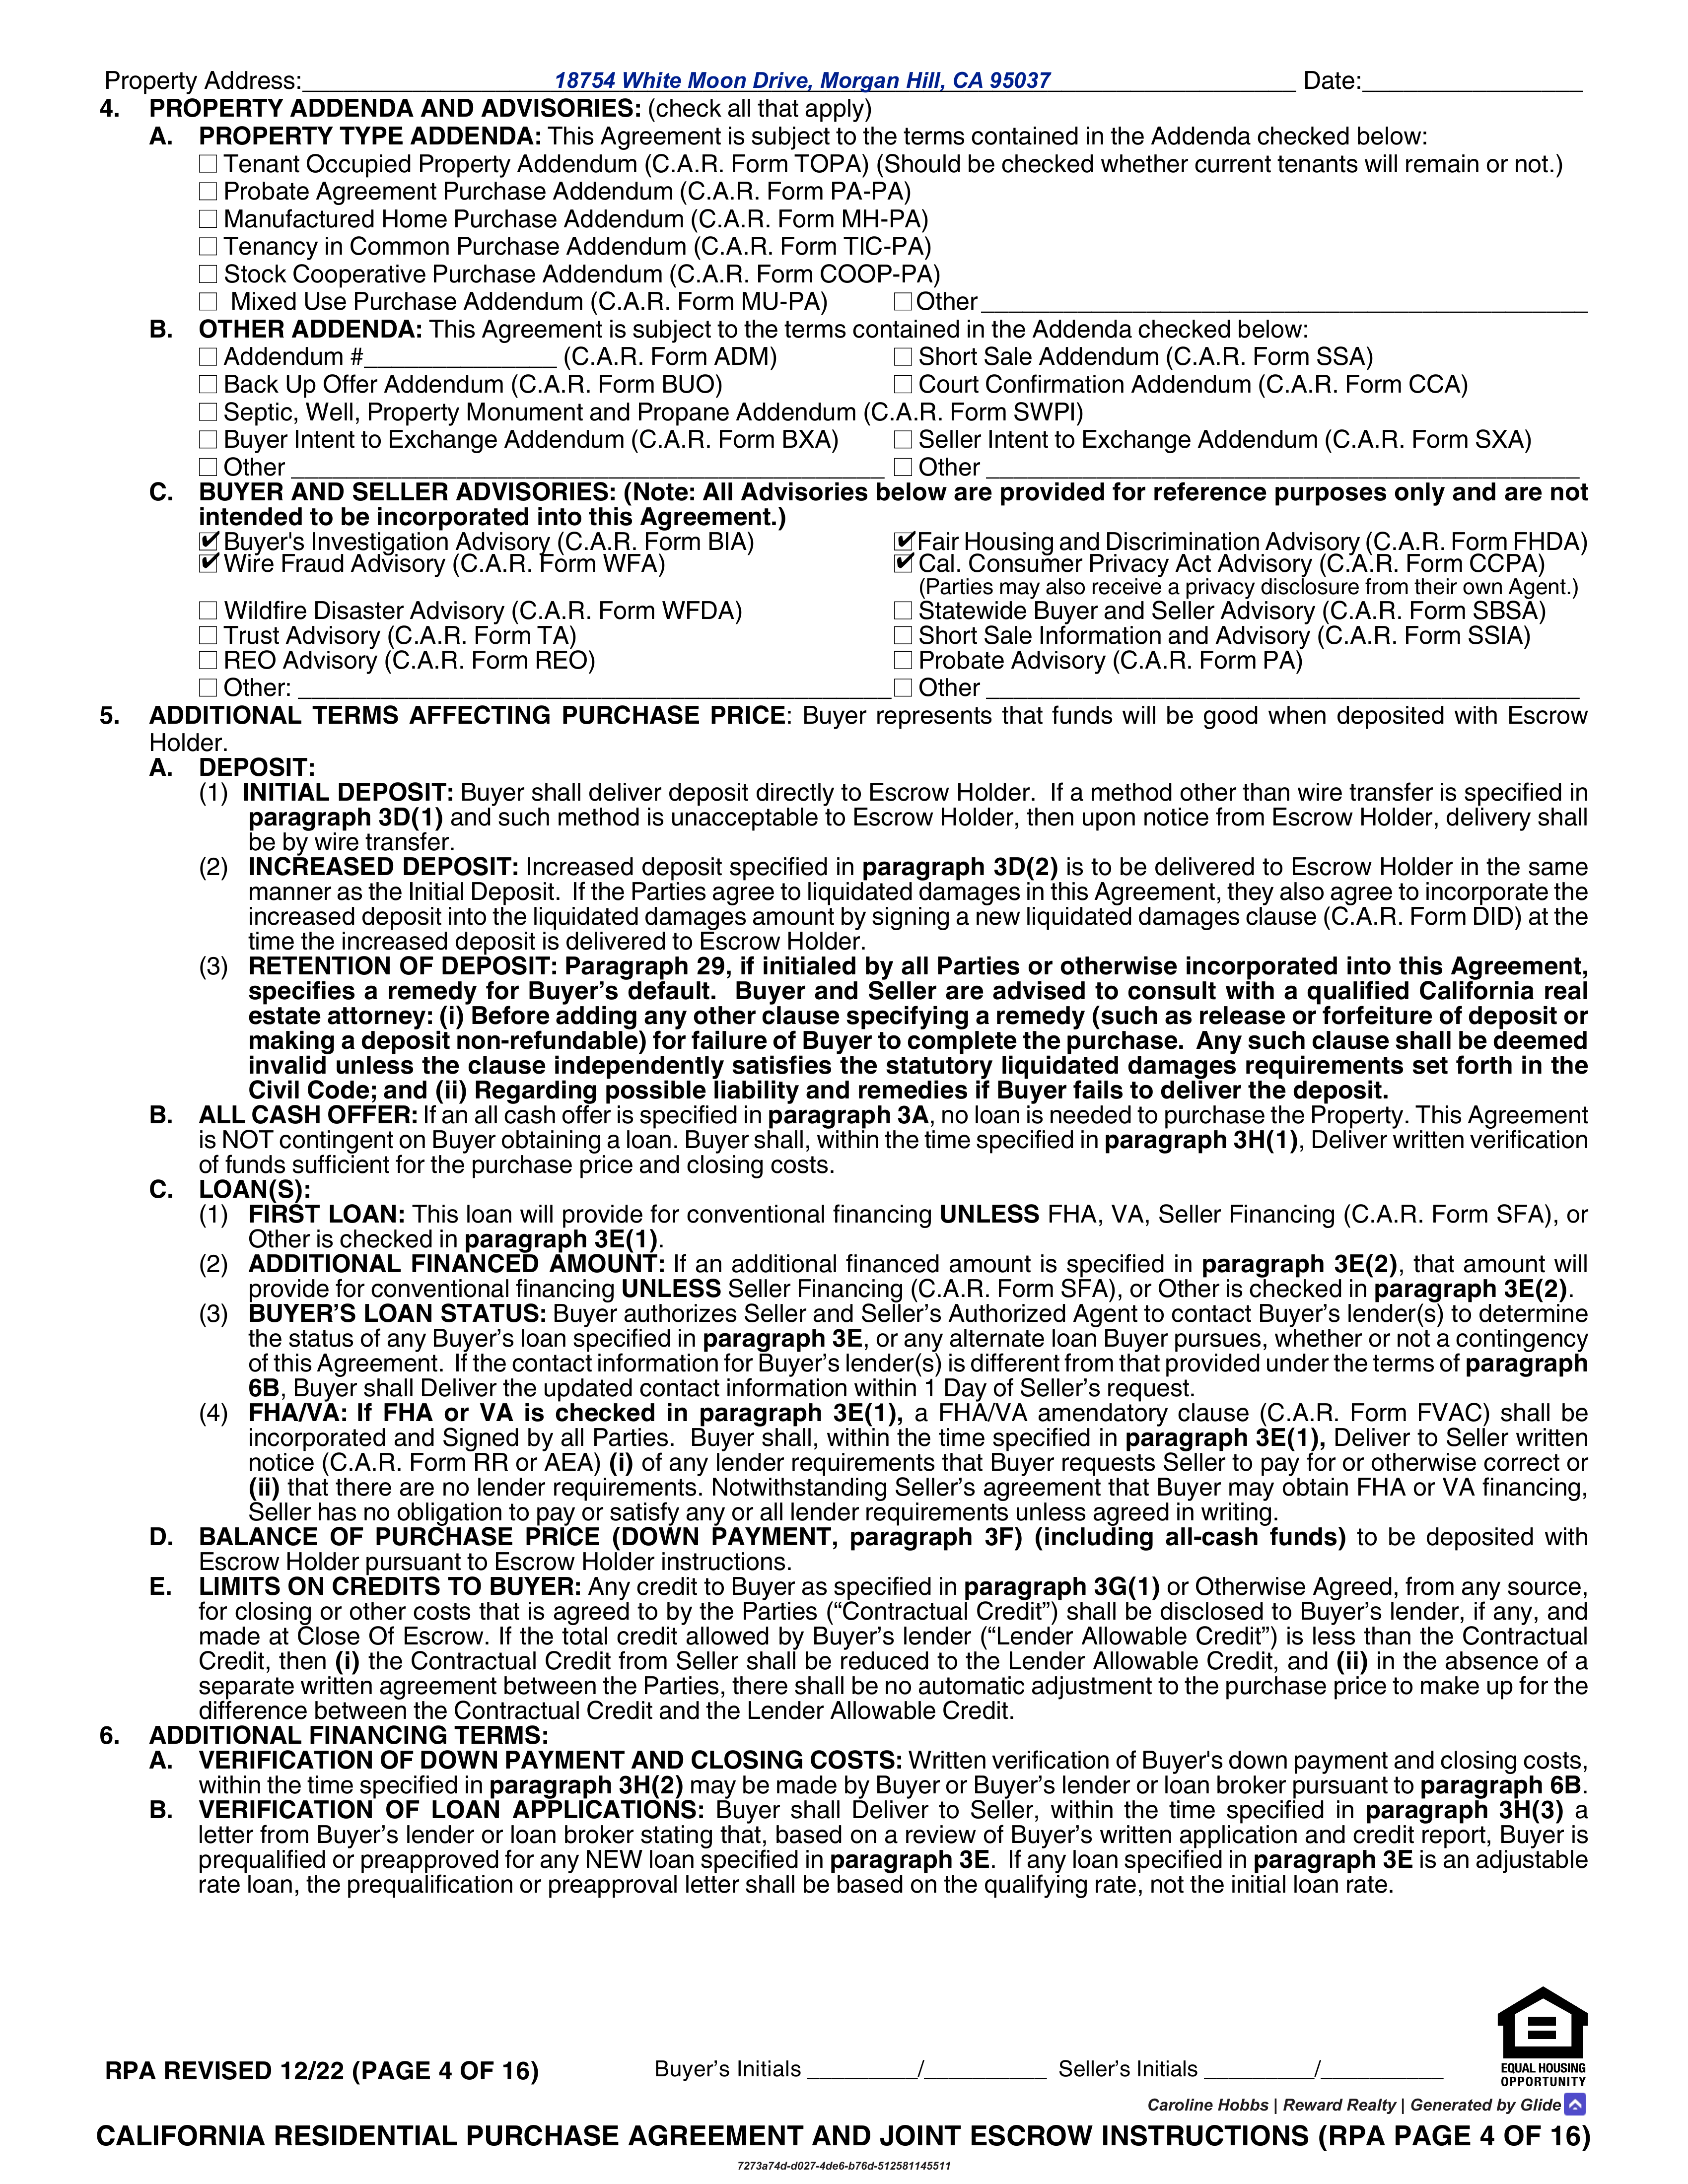 Property Address: 18754 White Moon Drive, Morgan Hill, CA 95037 Date:
4. PROPERTY ADDENDA AND ADVISORIES: (check all that apply)
A. PROPERTY TYPE ADDENDA: This Agreement is subject to the terms contained in the Addenda checked below:
☐ Tenant Occupied Property Addendum (C.A.R. Form TOPA) (Should be checked whether current tenants will remain or not.)
☐ Probate Agreement Purchase Addendum (C.A.R. Form PA-PA)
☐ Manufactured Home Purchase Addendum (C.A.R. Form MH-PA)
☐ Tenancy in Common Purchase Addendum (C.A.R. Form TIC-PA)
☐ Stock Cooperative Purchase Addendum (C.A.R. Form COOP-PA)
☐ Mixed Use Purchase Addendum (C.A.R. Form MU-PA) ☐ Other
B. OTHER ADDENDA: This Agreement is subject to the terms contained in the Addenda checked below:
☐ Addendum #______________ (C.A.R. Form ADM) ☐ Short Sale Addendum (C.A.R. Form SSA)
☐ Back Up Offer Addendum (C.A.R. Form BUO) ☐ Court Confirmation Addendum (C.A.R. Form CCA)
☐ Septic, Well, Property Monument and Propane Addendum (C.A.R. Form SWPI)
☐ Buyer Intent to Exchange Addendum (C.A.R. Form BXA) ☐ Seller Intent to Exchange Addendum (C.A.R. Form SXA)
☐ Other ☐ Other
C. BUYER AND SELLER ADVISORIES: (Note: All Advisories below are provided for reference purposes only and are not
intended to be incorporated into this Agreement.)
☑ Buyer's Investigation Advisory (C.A.R. Form BIA) ☑ Fair Housing and Discrimination Advisory (C.A.R. Form FHDA)
☑ Wire Fraud Advisory (C.A.R. Form WFA) ☑ Cal. Consumer Privacy Act Advisory (C.A.R. Form CCPA)
(Parties may also receive a privacy disclosure from their own Agent.)
☐ Wildfire Disaster Advisory (C.A.R. Form WFDA) ☐ Statewide Buyer and Seller Advisory (C.A.R. Form SBSA)
☐ Trust Advisory (C.A.R. Form TA) ☐ Short Sale Information and Advisory (C.A.R. Form SSIA)
☐ REO Advisory (C.A.R. Form REO) ☐ Probate Advisory (C.A.R. Form PA)
☐ Other: ☐ Other
5. ADDITIONAL TERMS AFFECTING PURCHASE PRICE: Buyer represents that funds will be good when deposited with Escrow
Holder.
A. DEPOSIT:
(1) INITIAL DEPOSIT: Buyer shall deliver deposit directly to Escrow Holder. If a method other than wire transfer is specified in
paragraph 3D(1) and such method is unacceptable to Escrow Holder, then upon notice from Escrow Holder, delivery shall
be by wire transfer.
(2) INCREASED DEPOSIT: Increased deposit specified in paragraph 3D(2) is to be delivered to Escrow Holder in the same
manner as the Initial Deposit. If the Parties agree to liquidated damages in this Agreement, they also agree to incorporate the
increased deposit into the liquidated damages amount by signing a new liquidated damages clause (C.A.R. Form DID) at the
time the increased deposit is delivered to Escrow Holder.
(3) RETENTION OF DEPOSIT: Paragraph 29, if initialed by all Parties or otherwise incorporated into this Agreement,
specifies a remedy for Buyer’s default. Buyer and Seller are advised to consult with a qualified California real
estate attorney: (i) Before adding any other clause specifying a remedy (such as release or forfeiture of deposit or
making a deposit non-refundable) for failure of Buyer to complete the purchase. Any such clause shall be deemed
invalid unless the clause independently satisfies the statutory liquidated damages requirements set forth in the
Civil Code; and (ii) Regarding possible liability and remedies if Buyer fails to deliver the deposit.
B. ALL CASH OFFER: If an all cash offer is specified in paragraph 3A, no loan is needed to purchase the Property. This Agreement
is NOT contingent on Buyer obtaining a loan. Buyer shall, within the time specified in paragraph 3H(1), Deliver written verification
of funds sufficient for the purchase price and closing costs.
C. LOAN(S):
(1) FIRST LOAN: This loan will provide for conventional financing UNLESS FHA, VA, Seller Financing (C.A.R. Form SFA), or
Other is checked in paragraph 3E(1).
(2) ADDITIONAL FINANCED AMOUNT: If an additional financed amount is specified in paragraph 3E(2), that amount will
provide for conventional financing UNLESS Seller Financing (C.A.R. Form SFA), or Other is checked in paragraph 3E(2).
(3) BUYER’S LOAN STATUS: Buyer authorizes Seller and Seller’s Authorized Agent to contact Buyer’s lender(s) to determine
the status of any Buyer’s loan specified in paragraph 3E, or any alternate loan Buyer pursues, whether or not a contingency
of this Agreement. If the contact information for Buyer’s lender(s) is different from that provided under the terms of paragraph
6B, Buyer shall Deliver the updated contact information within 1 Day of Seller’s request.
(4) FHA/VA: If FHA or VA is checked in paragraph 3E(1), a FHA/VA amendatory clause (C.A.R. Form FVAC) shall be
incorporated and Signed by all Parties. Buyer shall, within the time specified in paragraph 3E(1), Deliver to Seller written
notice (C.A.R. Form RR or AEA) (i) of any lender requirements that Buyer requests Seller to pay for or otherwise correct or
(ii) that there are no lender requirements. Notwithstanding Seller’s agreement that Buyer may obtain FHA or VA financing,
Seller has no obligation to pay or satisfy any or all lender requirements unless agreed in writing.
D. BALANCE OF PURCHASE PRICE (DOWN PAYMENT, paragraph 3F) (including all-cash funds) to be deposited with
Escrow Holder pursuant to Escrow Holder instructions.
E. LIMITS ON CREDITS TO BUYER: Any credit to Buyer as specified in paragraph 3G(1) or Otherwise Agreed, from any source,
for closing or other costs that is agreed to by the Parties (“Contractual Credit”) shall be disclosed to Buyer’s lender, if any, and
made at Close Of Escrow. If the total credit allowed by Buyer’s lender (“Lender Allowable Credit”) is less than the Contractual
Credit, then (i) the Contractual Credit from Seller shall be reduced to the Lender Allowable Credit, and (ii) in the absence of a
separate written agreement between the Parties, there shall be no automatic adjustment to the purchase price to make up for the
difference between the Contractual Credit and the Lender Allowable Credit.
6. ADDITIONAL FINANCING TERMS:
A. VERIFICATION OF DOWN PAYMENT AND CLOSING COSTS: Written verification of Buyer's down payment and closing costs,
within the time specified in paragraph 3H(2) may be made by Buyer or Buyer’s lender or loan broker pursuant to paragraph 6B.
B. VERIFICATION OF LOAN APPLICATIONS: Buyer shall Deliver to Seller, within the time specified in paragraph 3H(3) a
letter from Buyer’s lender or loan broker stating that, based on a review of Buyer’s written application and credit report, Buyer is
prequalified or preapproved for any NEW loan specified in paragraph 3E. If any loan specified in paragraph 3E is an adjustable
rate loan, the prequalification or preapproval letter shall be based on the qualifying rate, not the initial loan rate.
RPA REVISED 12/22 (PAGE 4 OF 16) Buyer’s Initials ________/_________ Seller’s Initials ________/_________
EQUAL HOUSING
OPPORTUNITY
Caroline Hobbs | Reward Realty | Generated by Glide
CALIFORNIA RESIDENTIAL PURCHASE AGREEMENT AND JOINT ESCROW INSTRUCTIONS (RPA PAGE 4 OF 16)
7273a74d-d027-4de6-b76d-512581145511